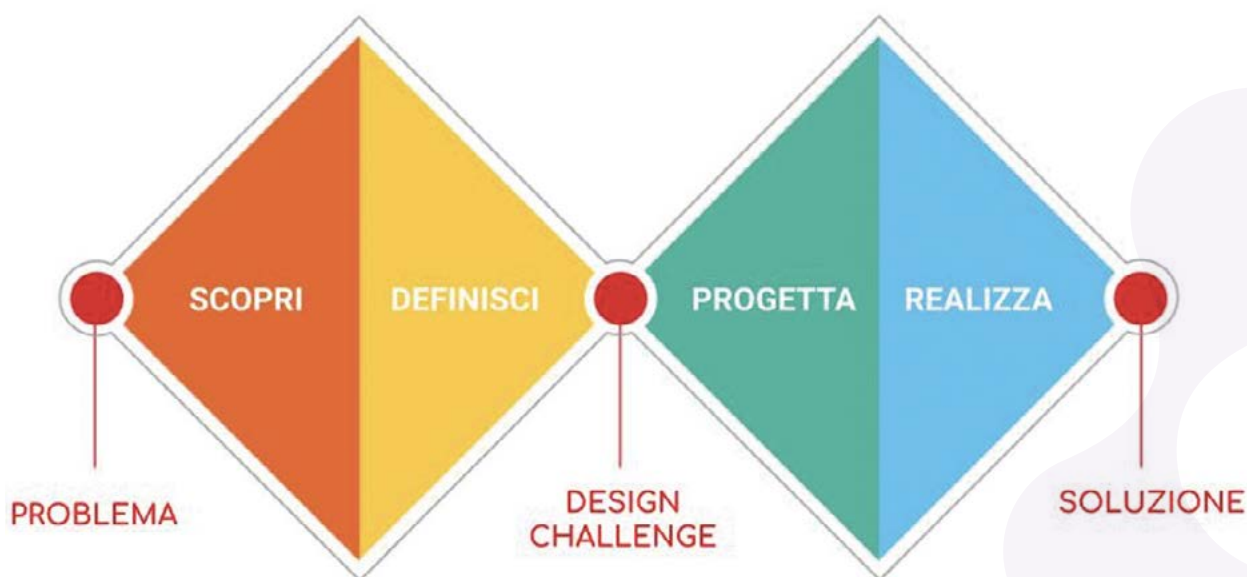 SCOPRI
DEFINISCI
PROGETTA
REALIZZA
PROBLEMA
DESIGN
CHALLENGE
SOLUZIONE